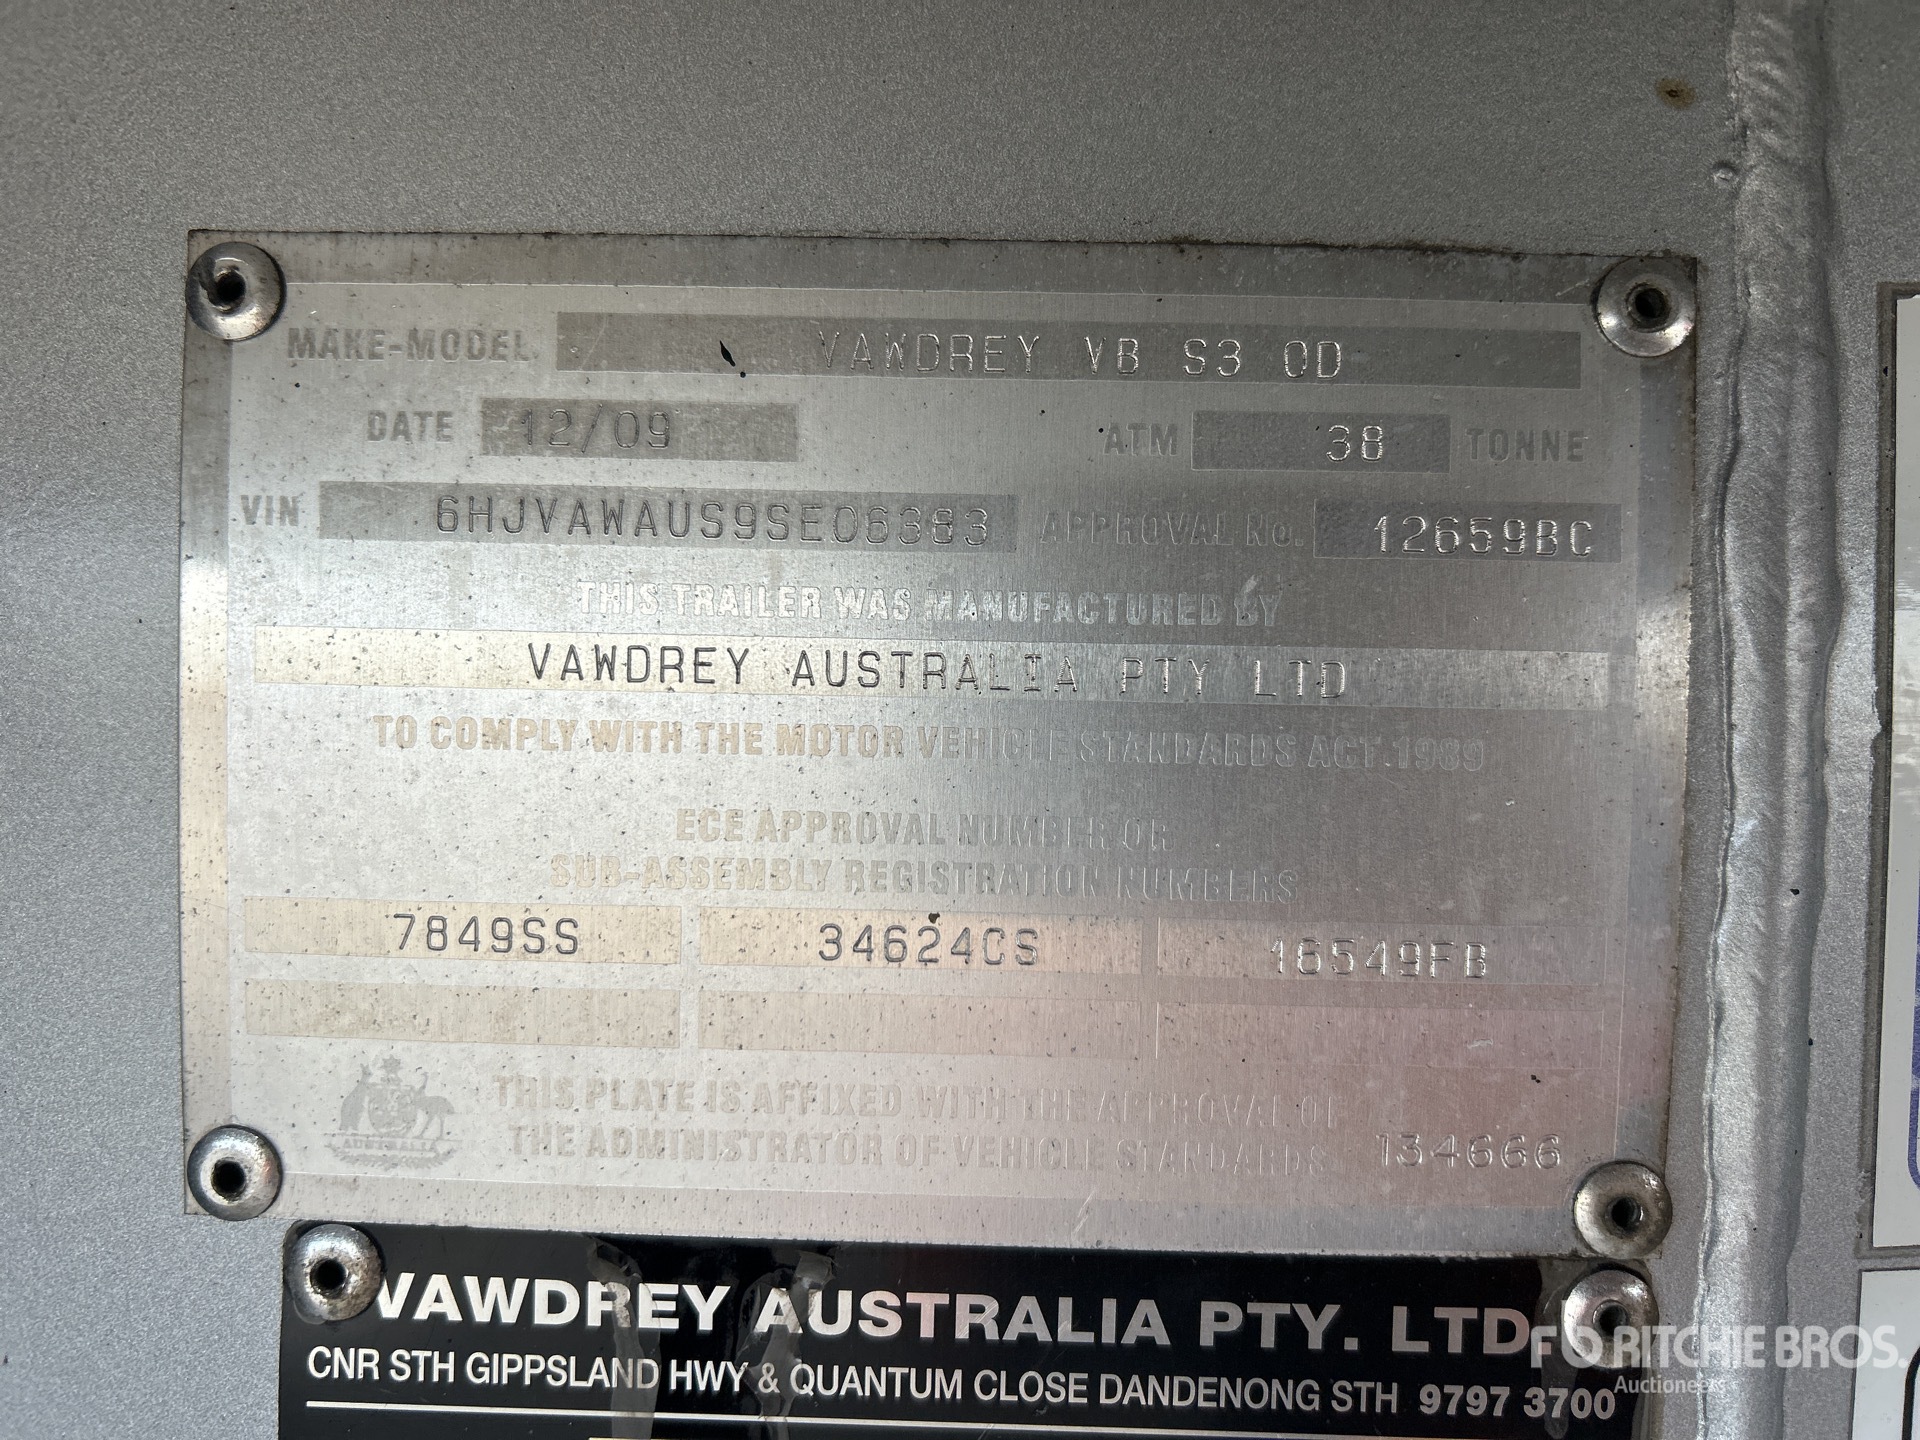 MAKE-MODEL VAWDREY VB S3 OD
DATE 12/09 ATM 38 TONNE
VIN 6HJVAWAUS9SE06383 APPROVAL No. 12659BC
THIS TRAILER WAS MANUFACTURED BY
VAWDREY AUSTRALIA PTY LTD
TO COMPLY WITH THE MOTOR VEHICLE STANDARDS ACT 1989
ECE APPROVAL NUMBER OR
SUB-ASSEMBLY REGISTRATION NUMBERS
7849SS 34624CS 16549FB
THIS PLATE IS AFFIXED WITH THE APPROVAL OF
THE ADMINISTRATOR OF VEHICLE STANDARDS 134666
AUSTRALIA
VAWDREY AUSTRALIA PTY. LTD
CNR STH GIPPSLAND HWY & QUANTUM CLOSE DANDENONG STH 9797 3700
RITCHIE BROS.
Auctioneers